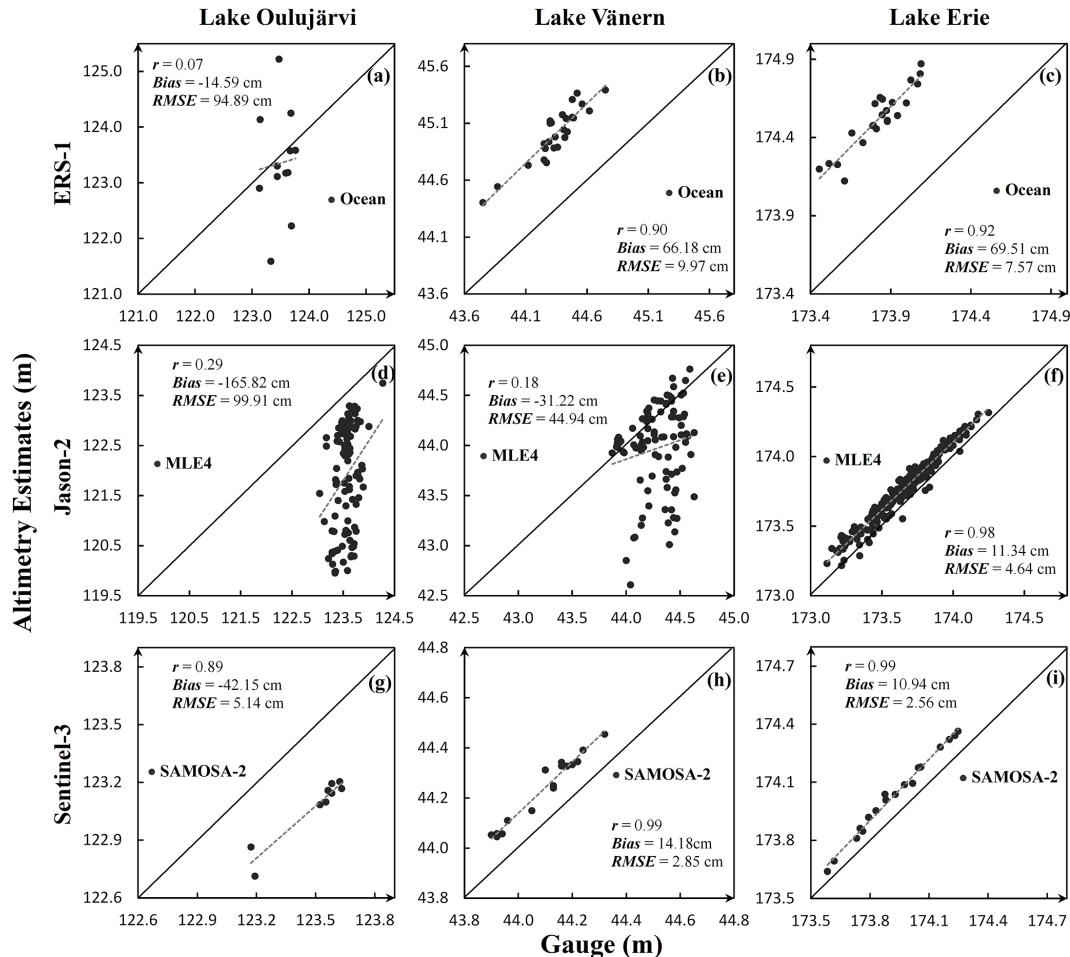 Lake Oulujärvi
Lake Vänern
Lake Erie
Altimetry Estimates (m)
ERS-1
125.0
124.0
123.0
122.0
121.0
121.0 122.0 123.0 124.0 125.0
r = 0.07
Bias = -14.59 cm
RMSE = 94.89 cm
(a)
Ocean
45.6
45.1
44.6
44.1
43.6
43.6 44.1 44.6 45.1 45.6
(b)
Ocean
r = 0.90
Bias = 66.18 cm
RMSE = 9.97 cm
174.9
174.4
173.9
173.4
173.4 173.9 174.4 174.9
(c)
Ocean
r = 0.92
Bias = 69.51 cm
RMSE = 7.57 cm
Jason-2
124.5
123.5
122.5
121.5
120.5
119.5
119.5 120.5 121.5 122.5 123.5 124.5
r = 0.29
Bias = -165.82 cm
RMSE = 99.91 cm
(d)
MLE4
45.0
44.5
44.0
43.5
43.0
42.5
42.5 43.0 43.5 44.0 44.5 45.0
r = 0.18
Bias = -31.22 cm
RMSE = 44.94 cm
(e)
MLE4
174.5
174.0
173.5
173.0
173.0 173.5 174.0 174.5
(f)
MLE4
r = 0.98
Bias = 11.34 cm
RMSE = 4.64 cm
Sentinel-3
123.8
123.5
123.2
122.9
122.6
122.6 122.9 123.2 123.5 123.8
r = 0.89
Bias = -42.15 cm
RMSE = 5.14 cm
(g)
SAMOSA-2
44.8
44.6
44.4
44.2
44.0
43.8
43.8 44.0 44.2 44.4 44.6 44.8
(h)
SAMOSA-2
r = 0.99
Bias = 14.18cm
RMSE = 2.85 cm
174.7
174.4
174.1
173.8
173.5
173.5 173.8 174.1 174.4 174.7
r = 0.99
Bias = 10.94 cm
RMSE = 2.56 cm
(i)
SAMOSA-2
Gauge (m)